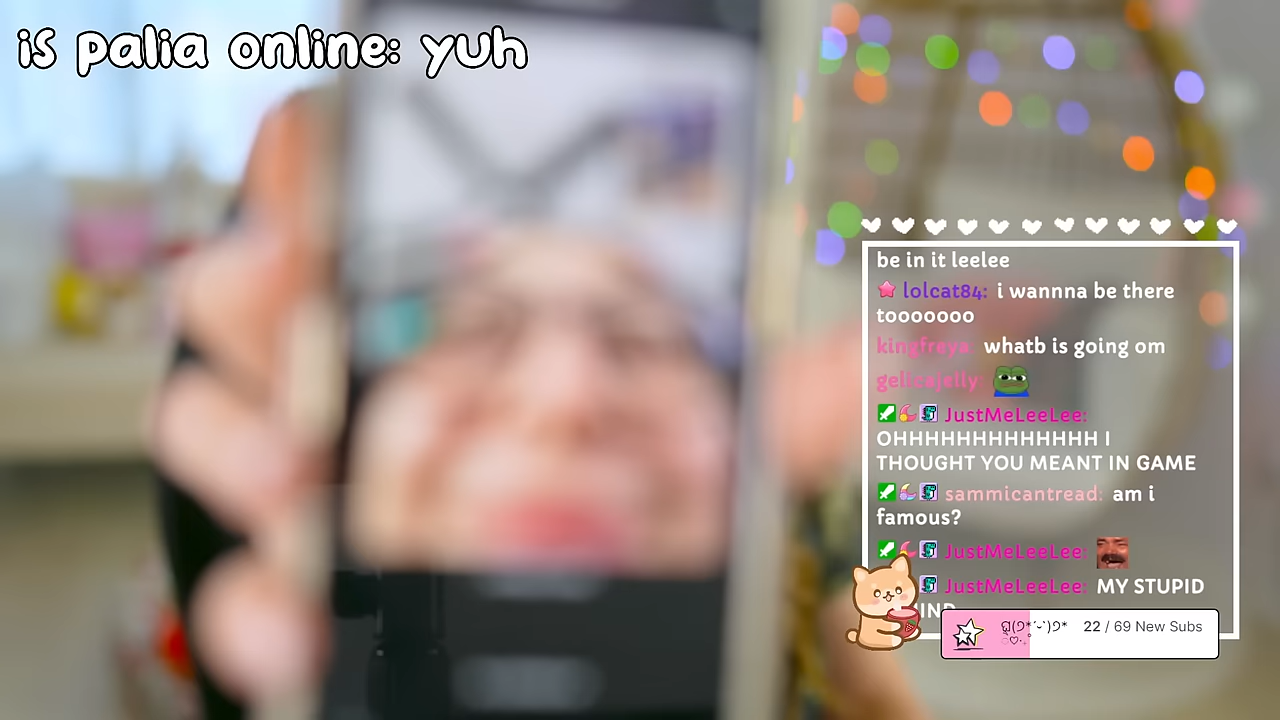 is palia online: yuh
be in it leelee
lolcat84: i wannna be there
tooooooo
kingfreya: whatb is going om
gelicajelly:
JustMeLeeLee:
OHHHHHHHHHHHHHH I
THOUGHT YOU MEANT IN GAME
sammicantread: am i
famous?
JustMeLeeLee:
JustMeLeeLee: MY STUPID
22 / 69 New Subs